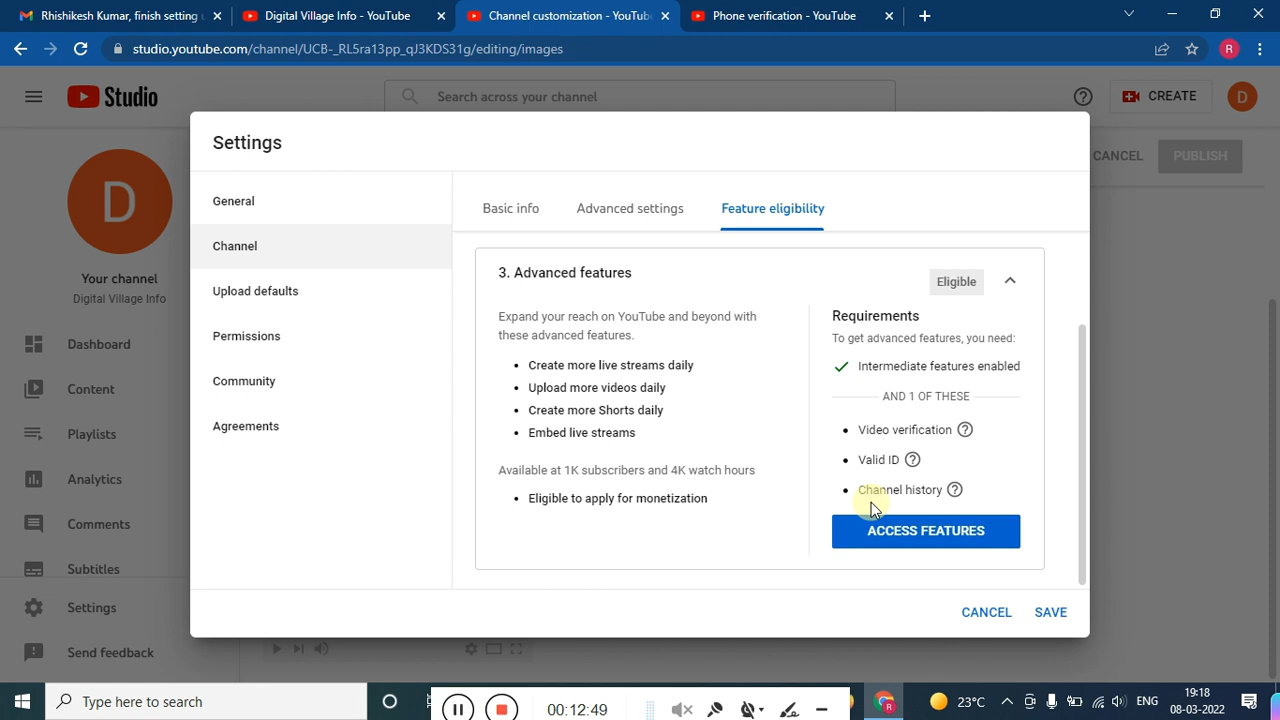 Rhishikesh Kumar, finish setting
Digital Village Info - YouTube
Channel customization - YouTube
Phone verification - YouTube
studio.youtube.com/channel/UCB-_RL5ra13pp_qJ3KDS31g/editing/images
R
Studio
Search across your channel
CREATE
D
Settings
CANCEL
PUBLISH
D
Your channel
Digital Village Info
Dashboard
Content
Playlists
Analytics
Comments
Subtitles
Settings
Send feedback
General
Channel
Upload defaults
Permissions
Community
Agreements
Basic info
Advanced settings
Feature eligibility
3. Advanced features
Eligible
Expand your reach on YouTube and beyond with
these advanced features.
• Create more live streams daily
• Upload more videos daily
• Create more Shorts daily
• Embed live streams
Available at 1K subscribers and 4K watch hours
• Eligible to apply for monetization
Requirements
To get advanced features, you need:
Intermediate features enabled
AND 1 OF THESE
• Video verification
• Valid ID
• Channel history
ACCESS FEATURES
CANCEL
SAVE
Type here to search
00:12:49
R
23°C
ENG
19:18
08-03-2022